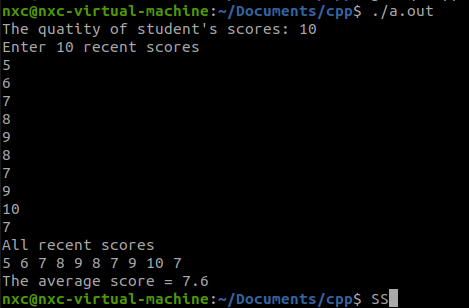 nxc@nxc-virtual-machine:~/Documents/cpp$ ./a.out
The quatity of student's scores: 10
Enter 10 recent scores
5
6
7
8
9
8
7
9
10
7
All recent scores
5 6 7 8 9 8 7 9 10 7
The average score = 7.6
nxc@nxc-virtual-machine:~/Documents/cpp$ SS